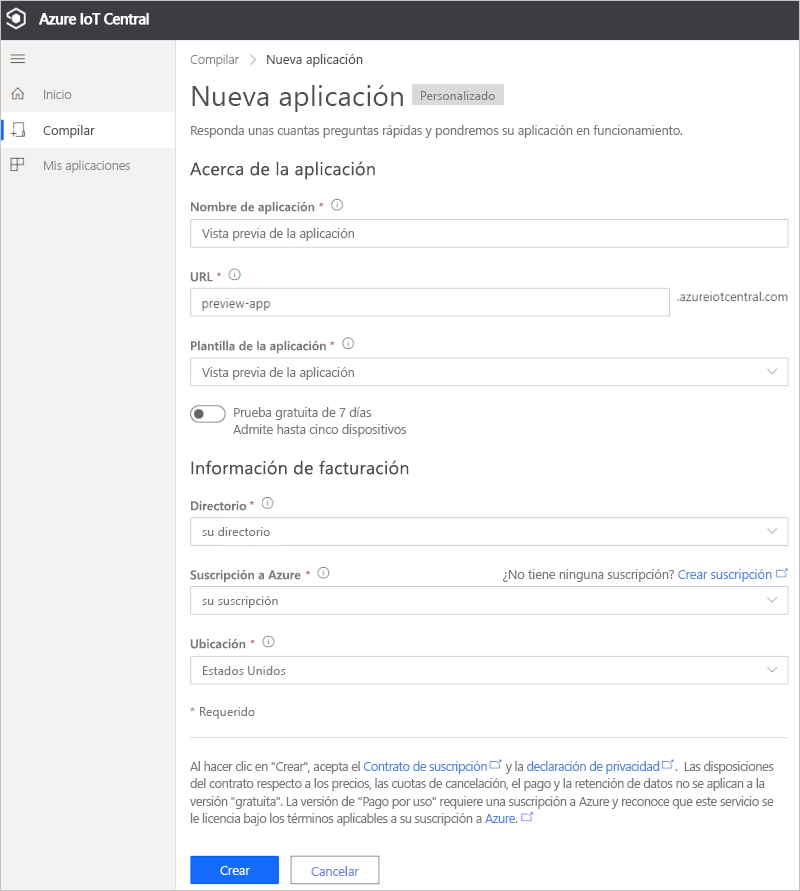 Azure IoT Central
Inicio
Compilar
Mis aplicaciones
Compilar > Nueva aplicación
Nueva aplicación Personalizado
Responda unas cuantas preguntas rápidas y pondremos su aplicación en funcionamiento.
Acerca de la aplicación
Nombre de aplicación *
Vista previa de la aplicación
URL *
preview-app .azureiotcentral.com
Plantilla de la aplicación *
Vista previa de la aplicación
Prueba gratuita de 7 días
Admite hasta cinco dispositivos
Información de facturación
Directorio *
su directorio
Suscripción a Azure * ¿No tiene ninguna suscripción? Crear suscripción
su suscripción
Ubicación *
Estados Unidos
* Requerido
Al hacer clic en "Crear", acepta el Contrato de suscripción y la declaración de privacidad. Las disposiciones
del contrato respecto a los precios, las cuotas de cancelación, el pago y la retención de datos no se aplican a la
versión "gratuita". La versión de "Pago por uso" requiere una suscripción a Azure y reconoce que este servicio se
le licencia bajo los términos aplicables a su suscripción a Azure.
Crear Cancelar